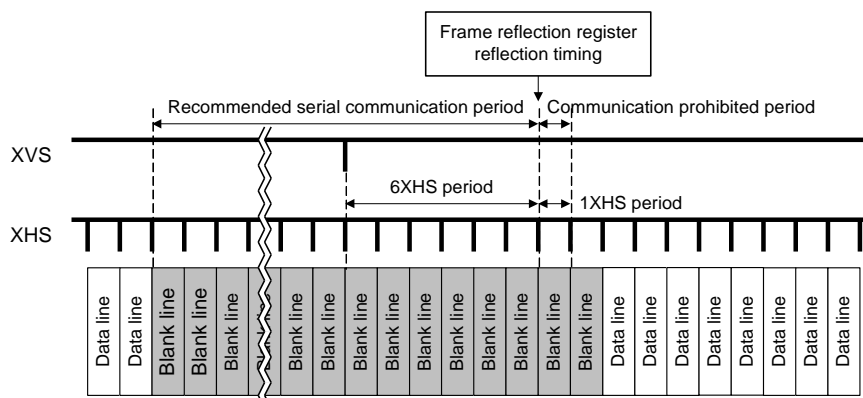 Frame reflection register
reflection timing
Recommended serial communication period
Communication prohibited period
XVS
6XHS period
1XHS period
XHS
Data line
Data line
Blank line
Blank line
Blank line
Blank line
Blank line
Blank line
Blank line
Blank line
Blank line
Blank line
Blank line
Blank line
Blank line
Data line
Data line
Data line
Data line
Data line
Data line
Data line
Data line